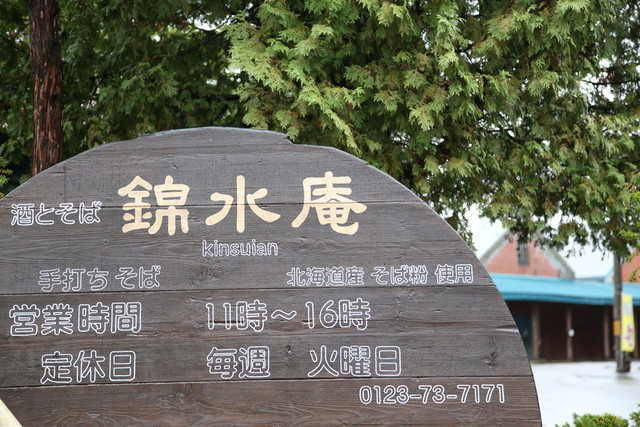 酒とそば 錦水庵
kinsuian
手打ち そば 北海道産 そば粉 使用
営業時間 11時～16時
定休日 毎週 火曜日
0123-73-7171